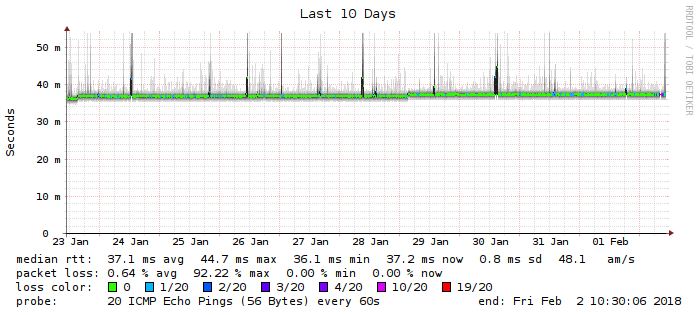 Last 10 Days
RRDTOOL / TOBI OETIKER
Seconds
50 m
40 m
30 m
20 m
10 m
0
23 Jan 24 Jan 25 Jan 26 Jan 27 Jan 28 Jan 29 Jan 30 Jan 31 Jan 01 Feb
median rtt: 37.1 ms avg 44.7 ms max 36.1 ms min 37.2 ms now 0.8 ms sd 48.1 am/s
packet loss: 0.64 % avg 92.22 % max 0.00 % min 0.00 % now
loss color: 0 1/20 2/20 3/20 4/20 10/20 19/20
probe: 20 ICMP Echo Pings (56 Bytes) every 60s end: Fri Feb 2 10:30:06 2018